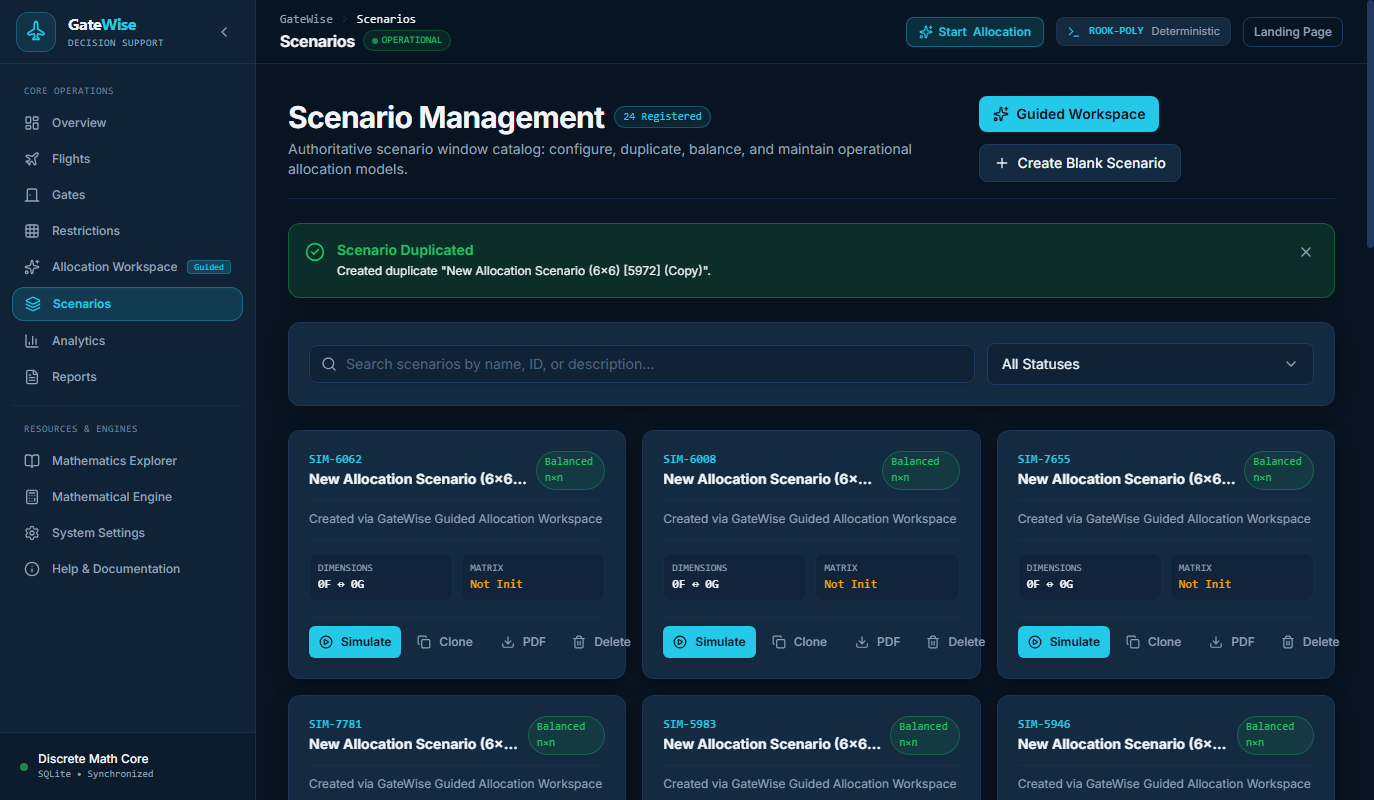 GateWise
DECISION SUPPORT
CORE OPERATIONS
Overview
Flights
Gates
Restrictions
Allocation Workspace Guided
Scenarios
Analytics
Reports
RESOURCES & ENGINES
Mathematics Explorer
Mathematical Engine
System Settings
Help & Documentation
Discrete Math Core
SQLite • Synchronized
GateWise › Scenarios
Scenarios OPERATIONAL
Start Allocation
ROOK-POLY Deterministic
Landing Page
Scenario Management 24 Registered
Authoritative scenario window catalog: configure, duplicate, balance, and maintain operational
allocation models.
Guided Workspace
Create Blank Scenario
Scenario Duplicated
Created duplicate "New Allocation Scenario (6×6) [5972] (Copy)".
Search scenarios by name, ID, or description...
All Statuses
SIM-6062
New Allocation Scenario (6×6...
Balanced
n×n
Created via GateWise Guided Allocation Workspace
DIMENSIONS
0F ↔ 0G
MATRIX
Not Init
Simulate Clone PDF Delete
SIM-6008
New Allocation Scenario (6×...
Balanced
n×n
Created via GateWise Guided Allocation Workspace
DIMENSIONS
0F ↔ 0G
MATRIX
Not Init
Simulate Clone PDF Delete
SIM-7655
New Allocation Scenario (6×6...
Balanced
n×n
Created via GateWise Guided Allocation Workspace
DIMENSIONS
0F ↔ 0G
MATRIX
Not Init
Simulate Clone PDF Delete
SIM-7781
New Allocation Scenario (6×...
Balanced
n×n
Created via GateWise Guided Allocation Workspace
SIM-5983
New Allocation Scenario (6×6...
Balanced
n×n
Created via GateWise Guided Allocation Workspace
SIM-5946
New Allocation Scenario (6×...
Balanced
n×n
Created via GateWise Guided Allocation Workspace